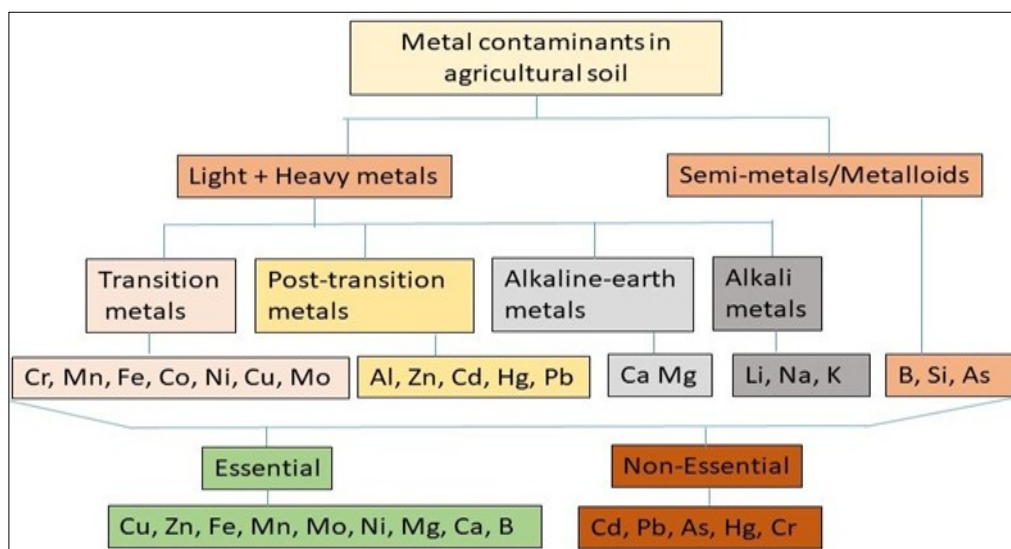 Metal contaminants in
agricultural soil
Light + Heavy metals
Semi-metals/Metalloids
Transition
metals
Post-transition
metals
Alkaline-earth
metals
Alkali
metals
Cr, Mn, Fe, Co, Ni, Cu, Mo
Al, Zn, Cd, Hg, Pb
Ca Mg
Li, Na, K
B, Si, As
Essential
Non-Essential
Cu, Zn, Fe, Mn, Mo, Ni, Mg, Ca, B
Cd, Pb, As, Hg, Cr